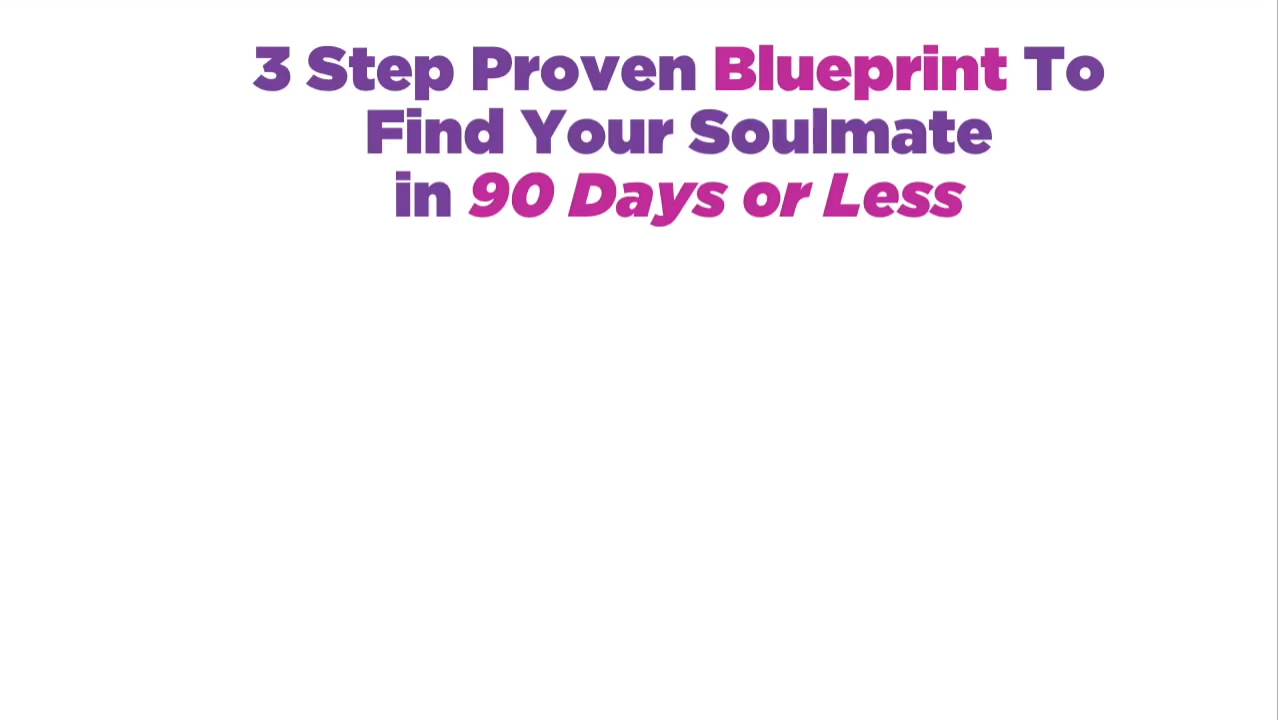 3 Step Proven Blueprint To
Find Your Soulmate
in 90 Days or Less